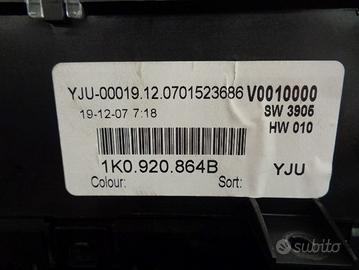 YJU-00019.12.0701523686 V0010000
19-12-07 7:18 SW 3905
HW 010
1K0.920.864B YJU
Colour: Sort:
subito